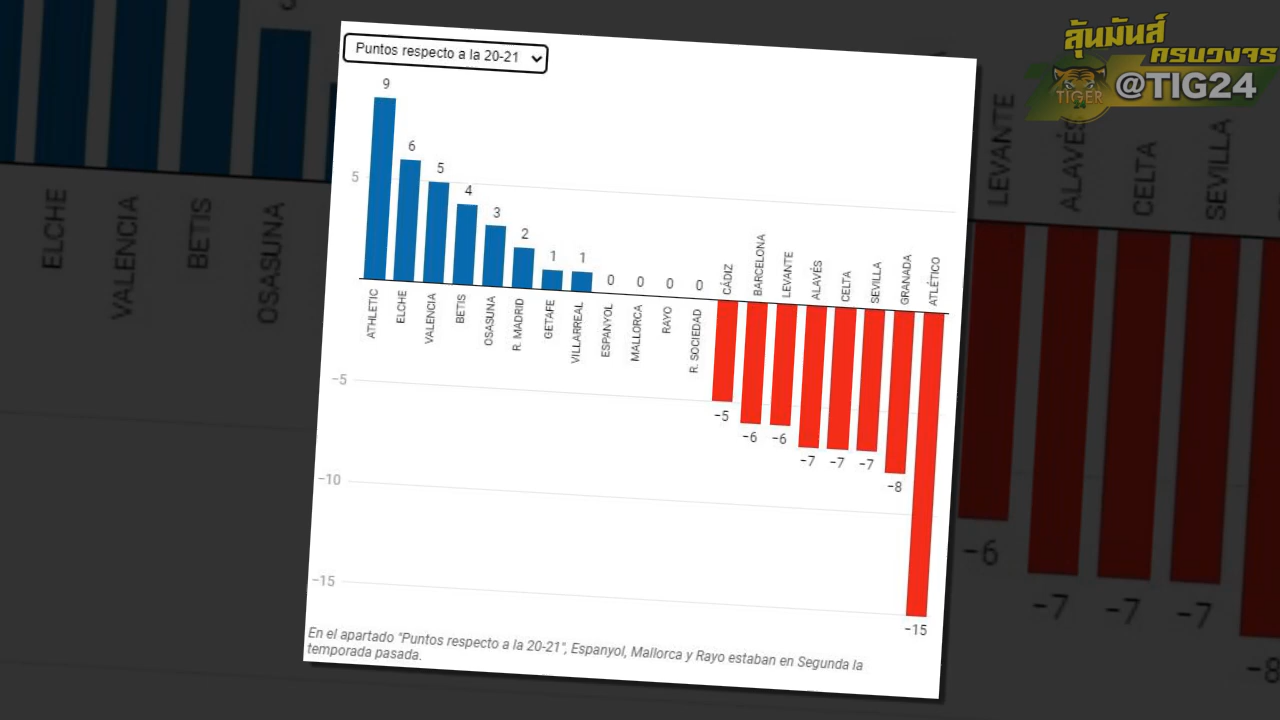 Puntos respecto a la 20-21
9
6
5
4
3
2
1
1
0
0
0
0
5
−5
−10
−15
ATHLETIC
ELCHE
VALENCIA
BETIS
OSASUNA
R. MADRID
GETAFE
VILLARREAL
ESPANYOL
MALLORCA
RAYO
R. SOCIEDAD
CÁDIZ
BARCELONA
LEVANTE
ALAVÉS
CELTA
SEVILLA
GRANADA
ATLÉTICO
−5
−6
−6
−7
−7
−7
−8
−15
En el apartado "Puntos respecto a la 20-21", Espanyol, Mallorca y Rayo estaban en Segunda la
temporada pasada.
ELCHE
VALENCIA
BETIS
OSASUNA
LEVANTE
ALAVÉS
CELTA
SEVILLA
−6
−7
−7
−7
−8
ลุ้นมันส์
ครบวงจร
TIGER
24
@TIG24